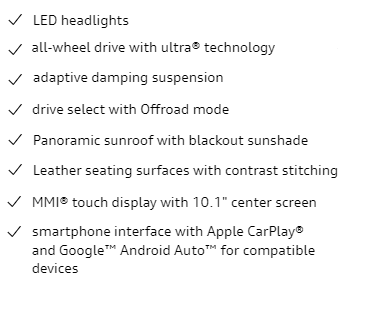 LED headlights
all-wheel drive with ultra® technology
adaptive damping suspension
drive select with Offroad mode
Panoramic sunroof with blackout sunshade
Leather seating surfaces with contrast stitching
MMI® touch display with 10.1" center screen
smartphone interface with Apple CarPlay®
and Google™ Android Auto™ for compatible
devices